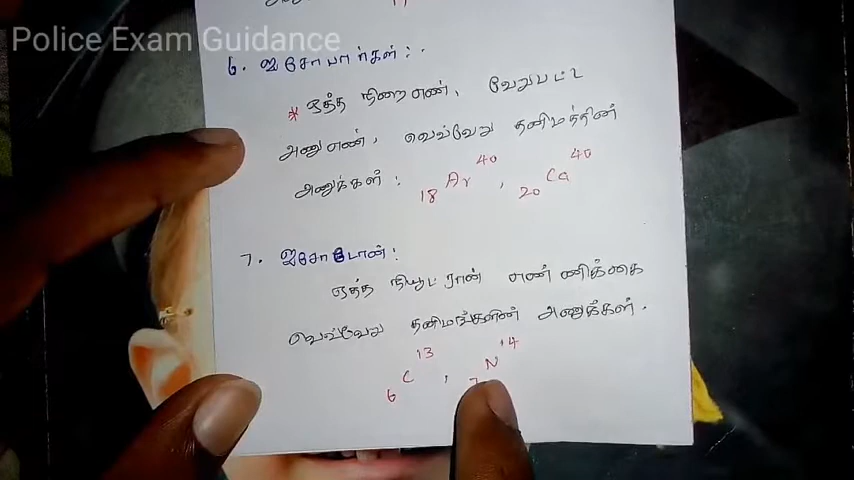 Police Exam Guidance
6. ஐசோபார்கள் :.
* ஒத்த நிறை எண், வேறுபட்ட
அணு எண், வெவ்வேறு தனிமத்தின்
அணுக்கள் : 18 Ar 40 , 20 Ca 40
7. ஐசோடோன் :
ஒத்த நியூட்ரான் எண்ணிக்கை
வெவ்வேறு தனிமங்களின் அணுக்கள் .
6 C 13 , 7 N 14